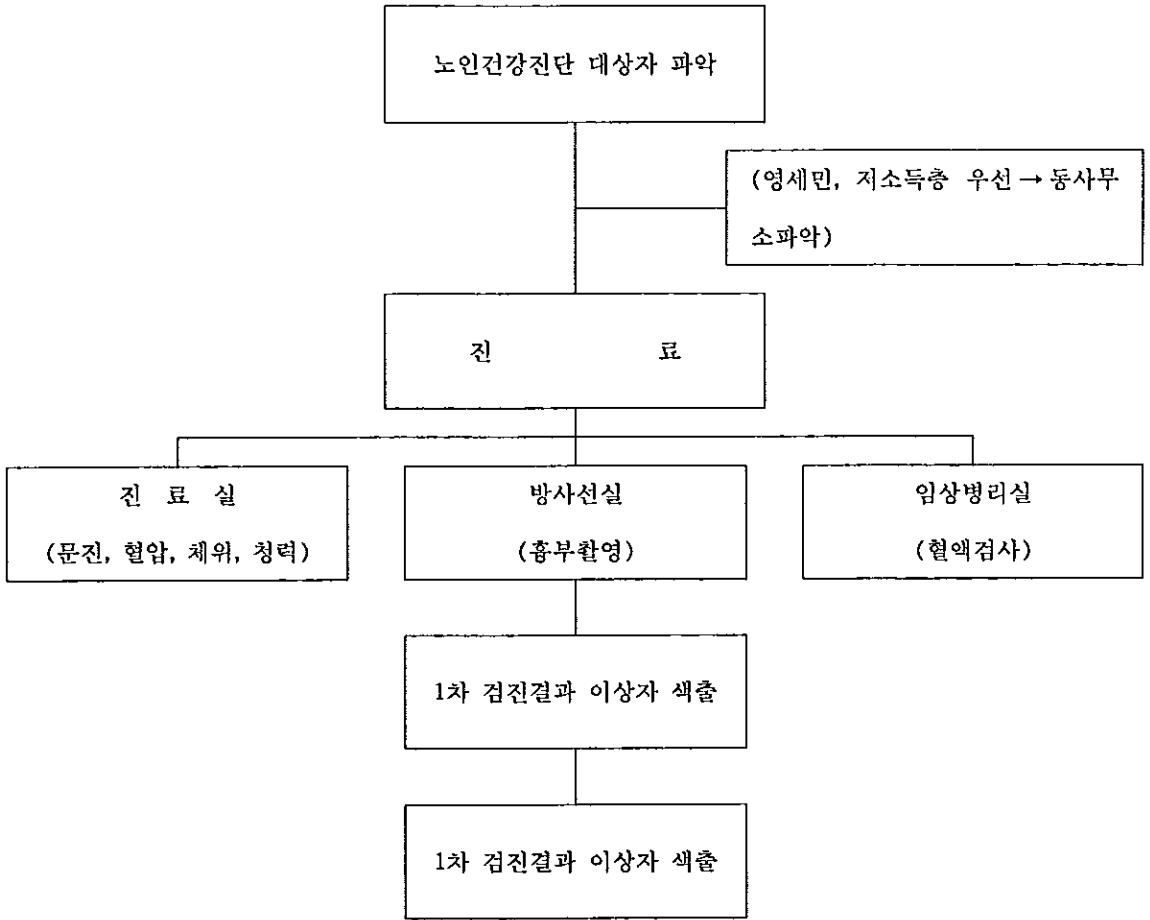 노인건강진단 대상자 파악
(영세민, 저소득층 우선 → 동사무
소파악)
진 료
진 료 실
(문진, 혈압, 체위, 청력)
방사선실
(흉부촬영)
임상병리실
(혈액검사)
1차 검진결과 이상자 색출
1차 검진결과 이상자 색출